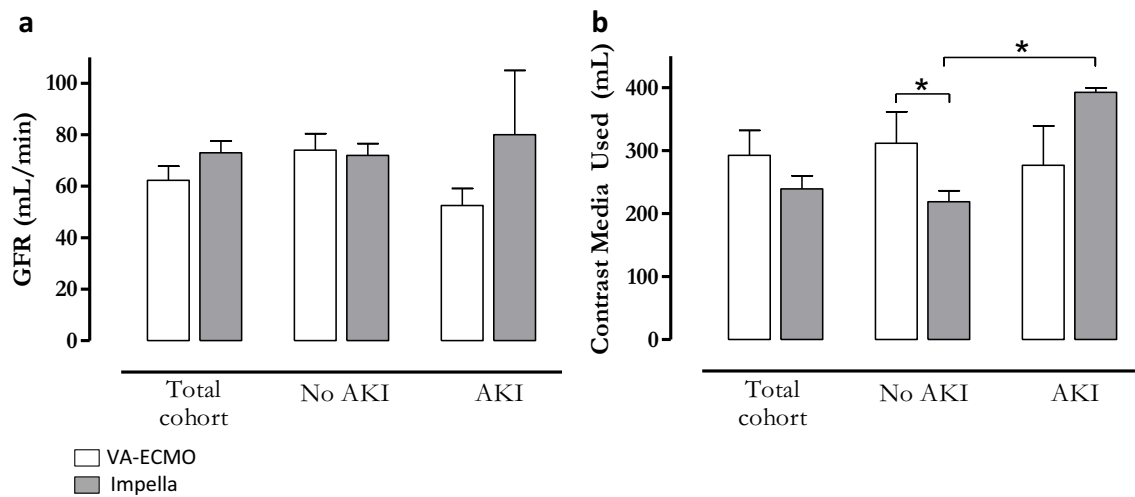 a
GFR (mL/min)
100
80
60
40
20
0
Total
cohort
No AKI
AKI
VA-ECMO
Impella
b
Contrast Media Used (mL)
400
300
200
100
0
*
*
Total
cohort
No AKI
AKI